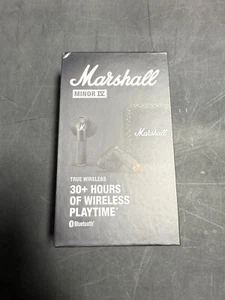 Marshall
MINOR IV
Marshall
TRUE WIRELESS
30+ HOURS
OF WIRELESS
PLAYTIME*
Bluetooth®